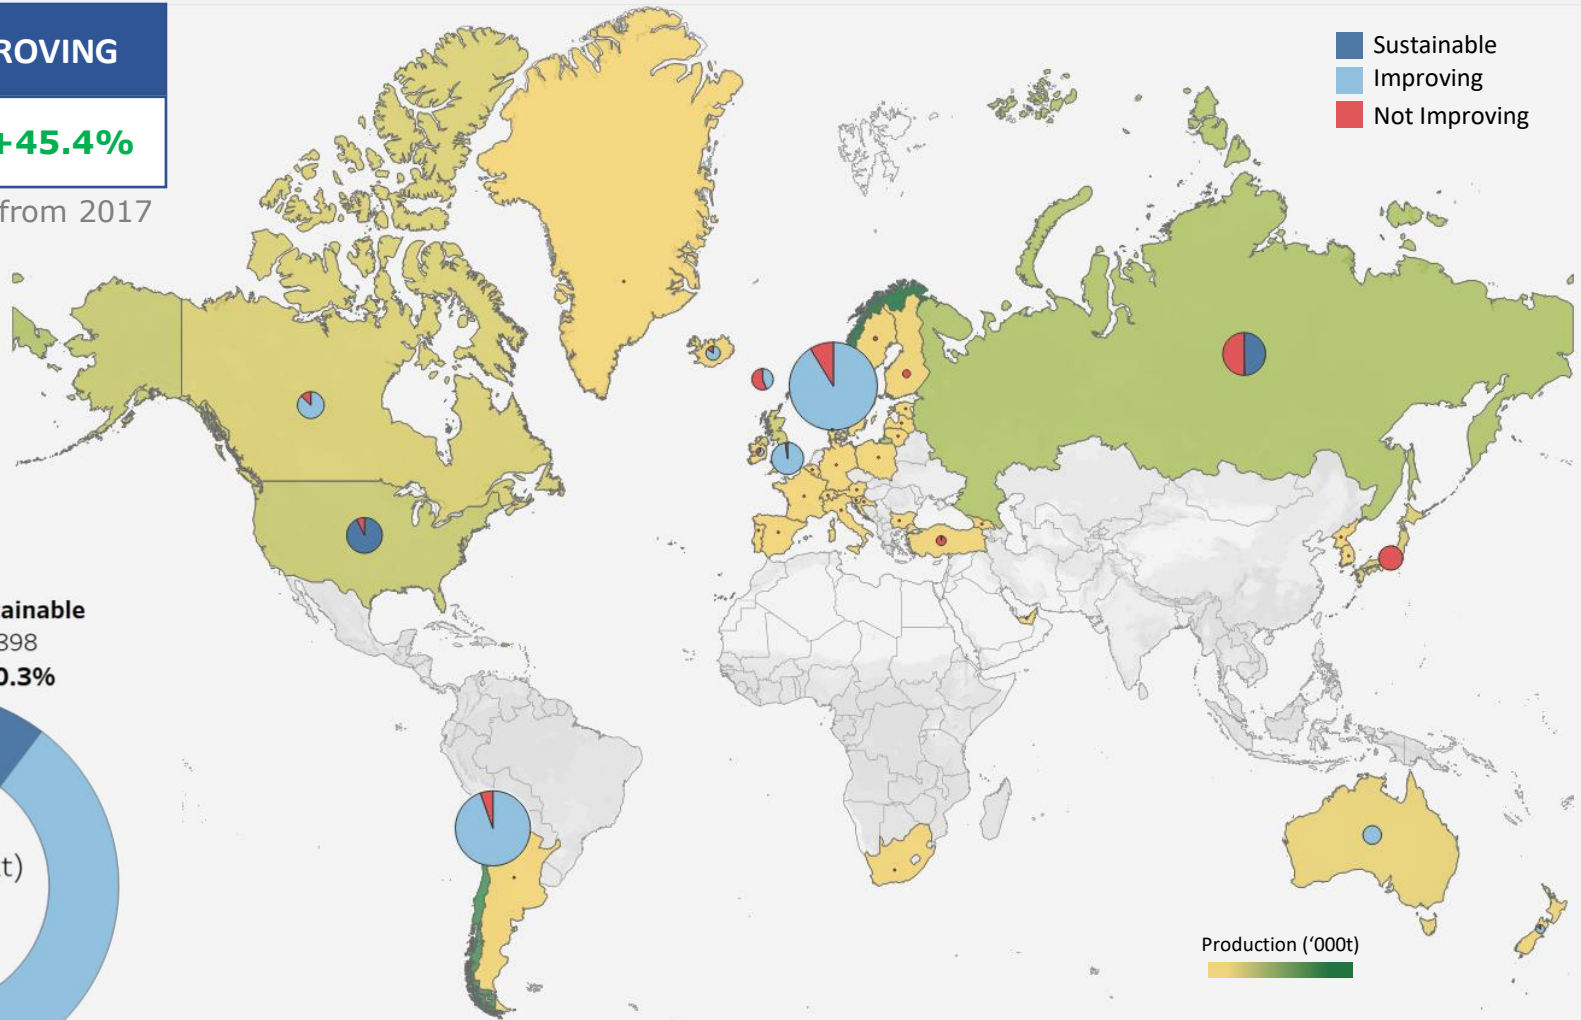 ROVING
+45.4%
from 2017
Sustainable
Improving
Not Improving
ainable
398
0.3%
t)
Production (‘000t)